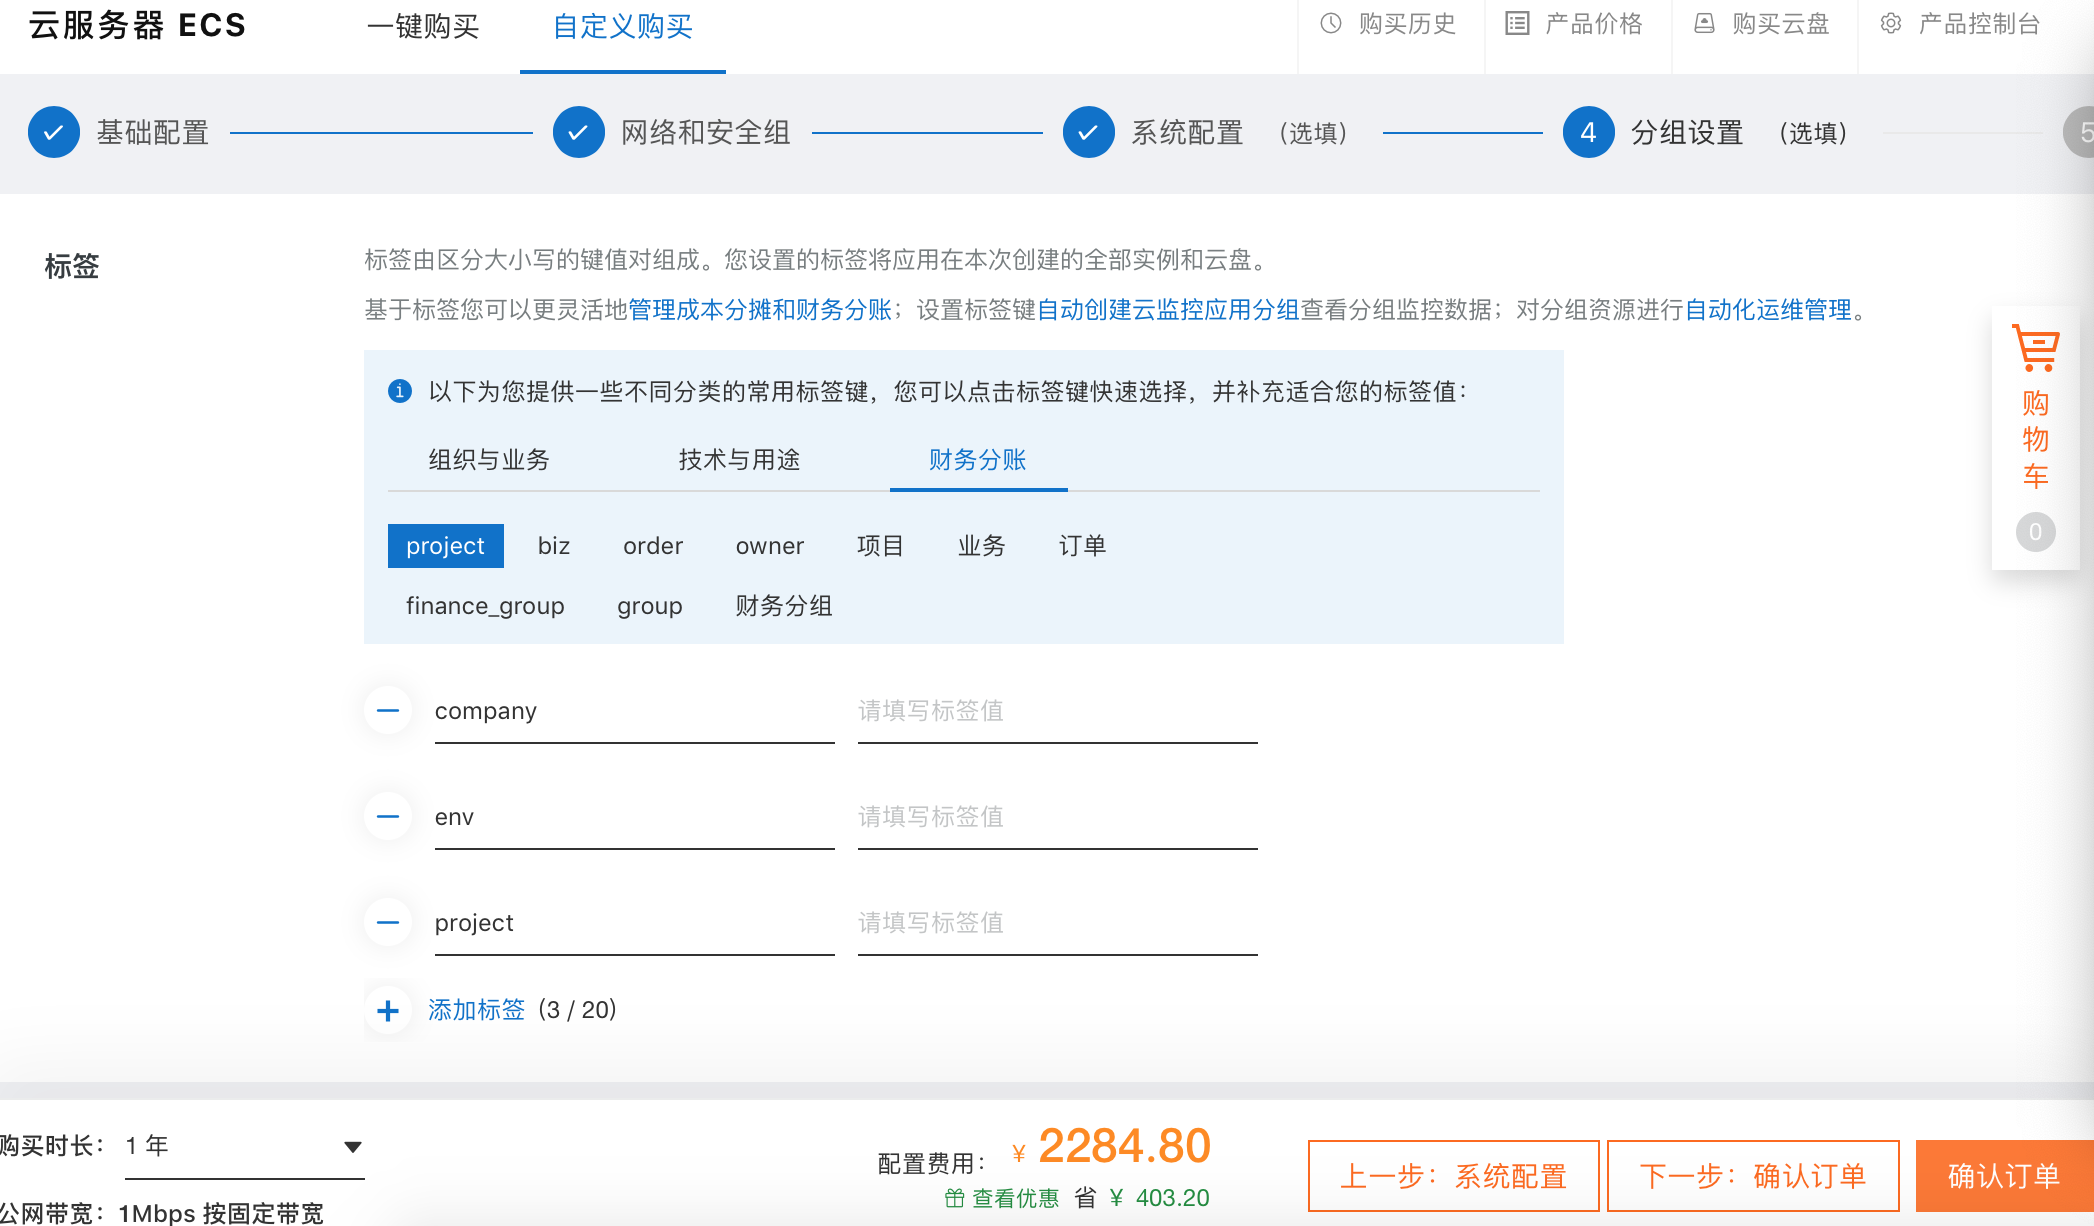 云服务器 ECS
一键购买
自定义购买
购买历史
产品价格
购买云盘
产品控制台
基础配置
网络和安全组
系统配置 (选填)
4 分组设置 (选填)
5
标签
标签由区分大小写的键值对组成。您设置的标签将应用在本次创建的全部实例和云盘。
基于标签您可以更灵活地管理成本分摊和财务分账；设置标签键自动创建云监控应用分组查看分组监控数据；对分组资源进行自动化运维管理。
以下为您提供一些不同分类的常用标签键，您可以点击标签键快速选择，并补充适合您的标签值：
组织与业务 技术与用途 财务分账
project biz order owner 项目 业务 订单
finance_group group 财务分组
company 请填写标签值
env 请填写标签值
project 请填写标签值
添加标签 (3 / 20)
购
物
车
0
购买时长： 1 年
公网带宽：1Mbps 按固定带宽
配置费用： ¥ 2284.80
查看优惠 省 ¥ 403.20
上一步：系统配置
下一步：确认订单
确认订单